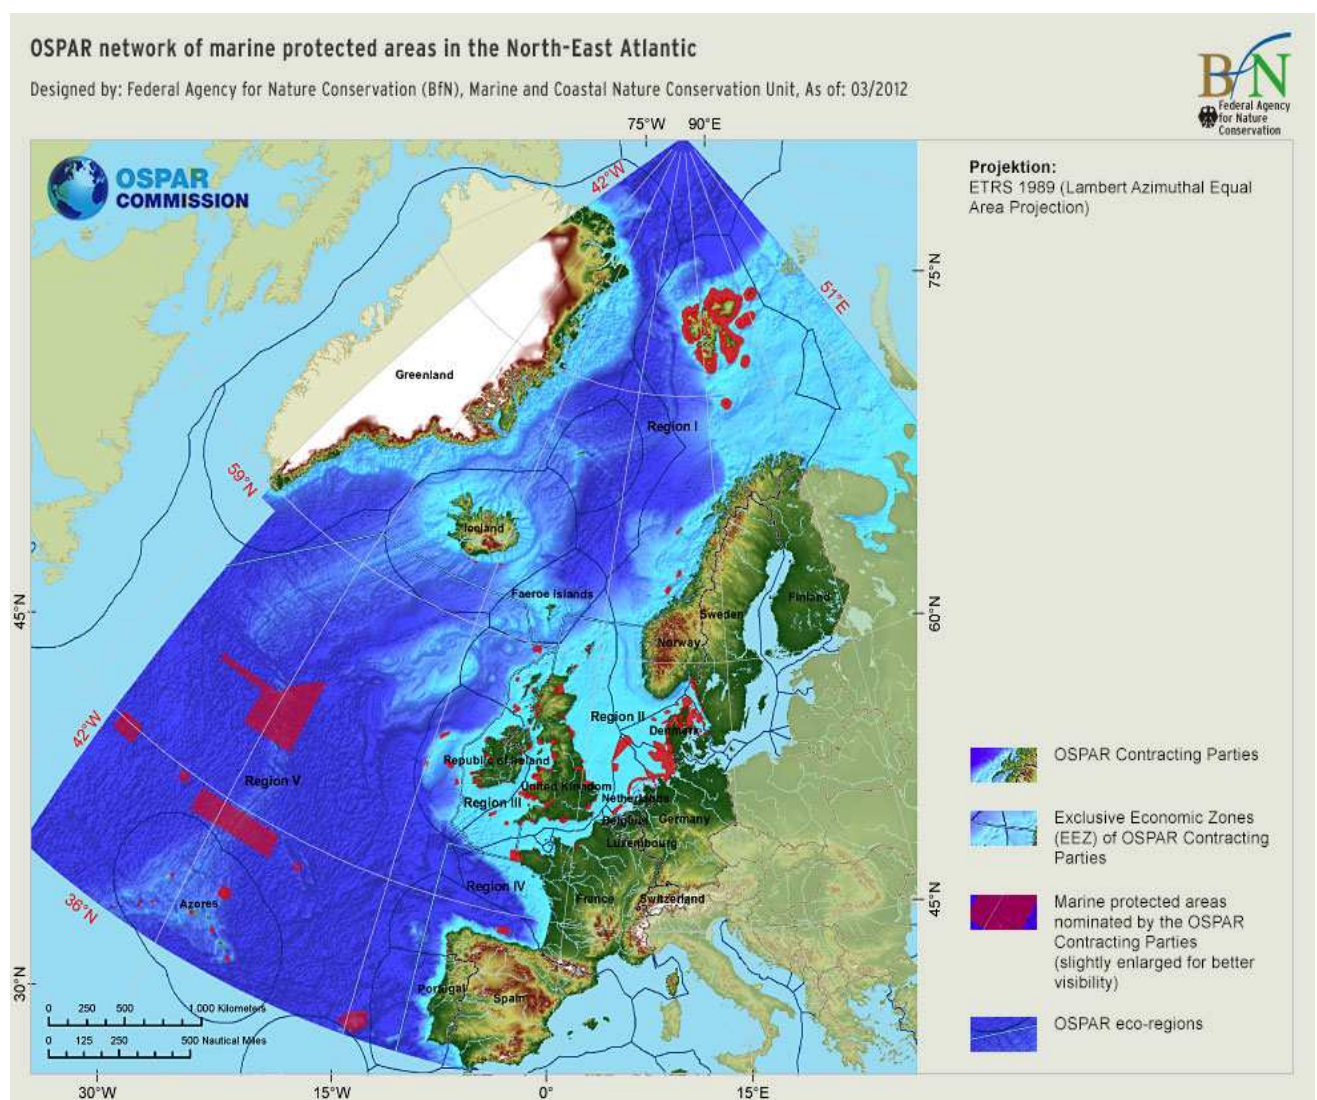 OSPAR network of marine protected areas in the North-East Atlantic
Designed by: Federal Agency for Nature Conservation (BfN), Marine and Coastal Nature Conservation Unit, As of: 03/2012
BfN
Federal Agency
for Nature
Conservation
75°W 90°E
OSPAR
COMMISSION
42°W
Projektion:
ETRS 1989 (Lambert Azimuthal Equal
Area Projection)
75°N
51°E
Greenland
Region I
59°N
Iceland
Faeroe Islands
Finland
45°N
60°N
Sweden
Norway
Region II
42°W
Denmark
Republic of Ireland
Region V
United Kingdom
Region III
Netherlands
Belgium
Germany
Luxembourg
Region IV
France
Switzerland
45°N
36°N
Azores
30°N
Portugal
Spain
0 250 500 1.000 Kilometers
0 125 250 500 Nautical Miles
30°W 15°W 0° 15°E
OSPAR Contracting Parties
Exclusive Economic Zones
(EEZ) of OSPAR Contracting
Parties
Marine protected areas
nominated by the OSPAR
Contracting Parties
(slightly enlarged for better
visibility)
OSPAR eco-regions